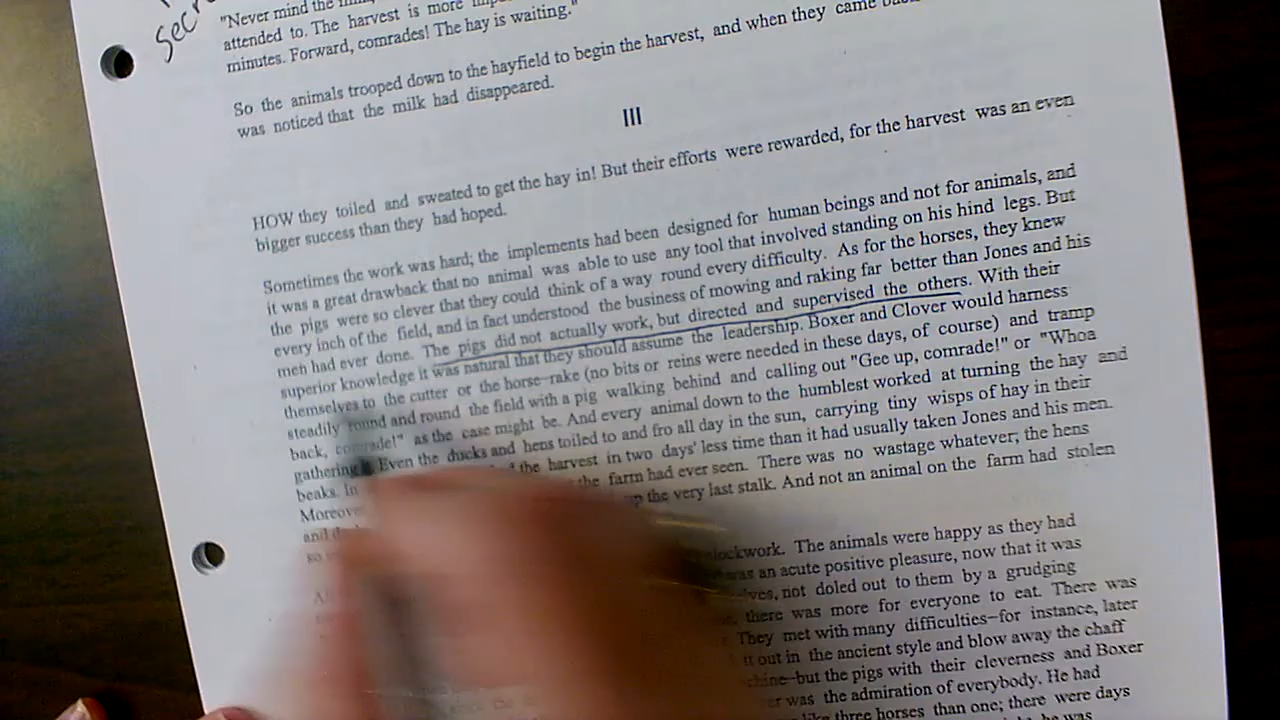 Secr
"Never mind the milk,
attended to. The harvest is more
minutes. Forward, comrades! The hay is waiting."
So the animals trooped down to the hayfield to begin the harvest, and when they came back
was noticed that the milk had disappeared.
III
HOW they toiled and sweated to get the hay in! But their efforts were rewarded, for the harvest was an even
bigger success than they had hoped.
Sometimes the work was hard; the implements had been designed for human beings and not for animals, and
it was a great drawback that no animal was able to use any tool that involved standing on his hind legs. But
the pigs were so clever that they could think of a way round every difficulty. As for the horses, they knew
every inch of the field, and in fact understood the business of mowing and raking far better than Jones and his
men had ever done. The pigs did not actually work, but directed and supervised the others. With their
superior knowledge it was natural that they should assume the leadership. Boxer and Clover would harness
themselves to the cutter or the horse-rake (no bits or reins were needed in these days, of course) and tramp
steadily round and round the field with a pig walking behind and calling out "Gee up, comrade!" or "Whoa
back, comrade!" as the case might be. And every animal down to the humblest worked at turning the hay and
gathering Even the ducks and hens toiled to and fro all day in the sun, carrying tiny wisps of hay in their
beaks. In the harvest in two days' less time than it had usually taken Jones and his men.
Moreove the farm had ever seen. There was no wastage whatever; the hens
and d up the very last stalk. And not an animal on the farm had stolen
so
clockwork. The animals were happy as they had
was an acute positive pleasure, now that it was
elves, not doled out to them by a grudging
there was more for everyone to eat. There was
They met with many difficulties-for instance, later
it out in the ancient style and blow away the chaff
chine-but the pigs with their cleverness and Boxer
er was the admiration of everybody. He had
like three horses than one; there were days
he was